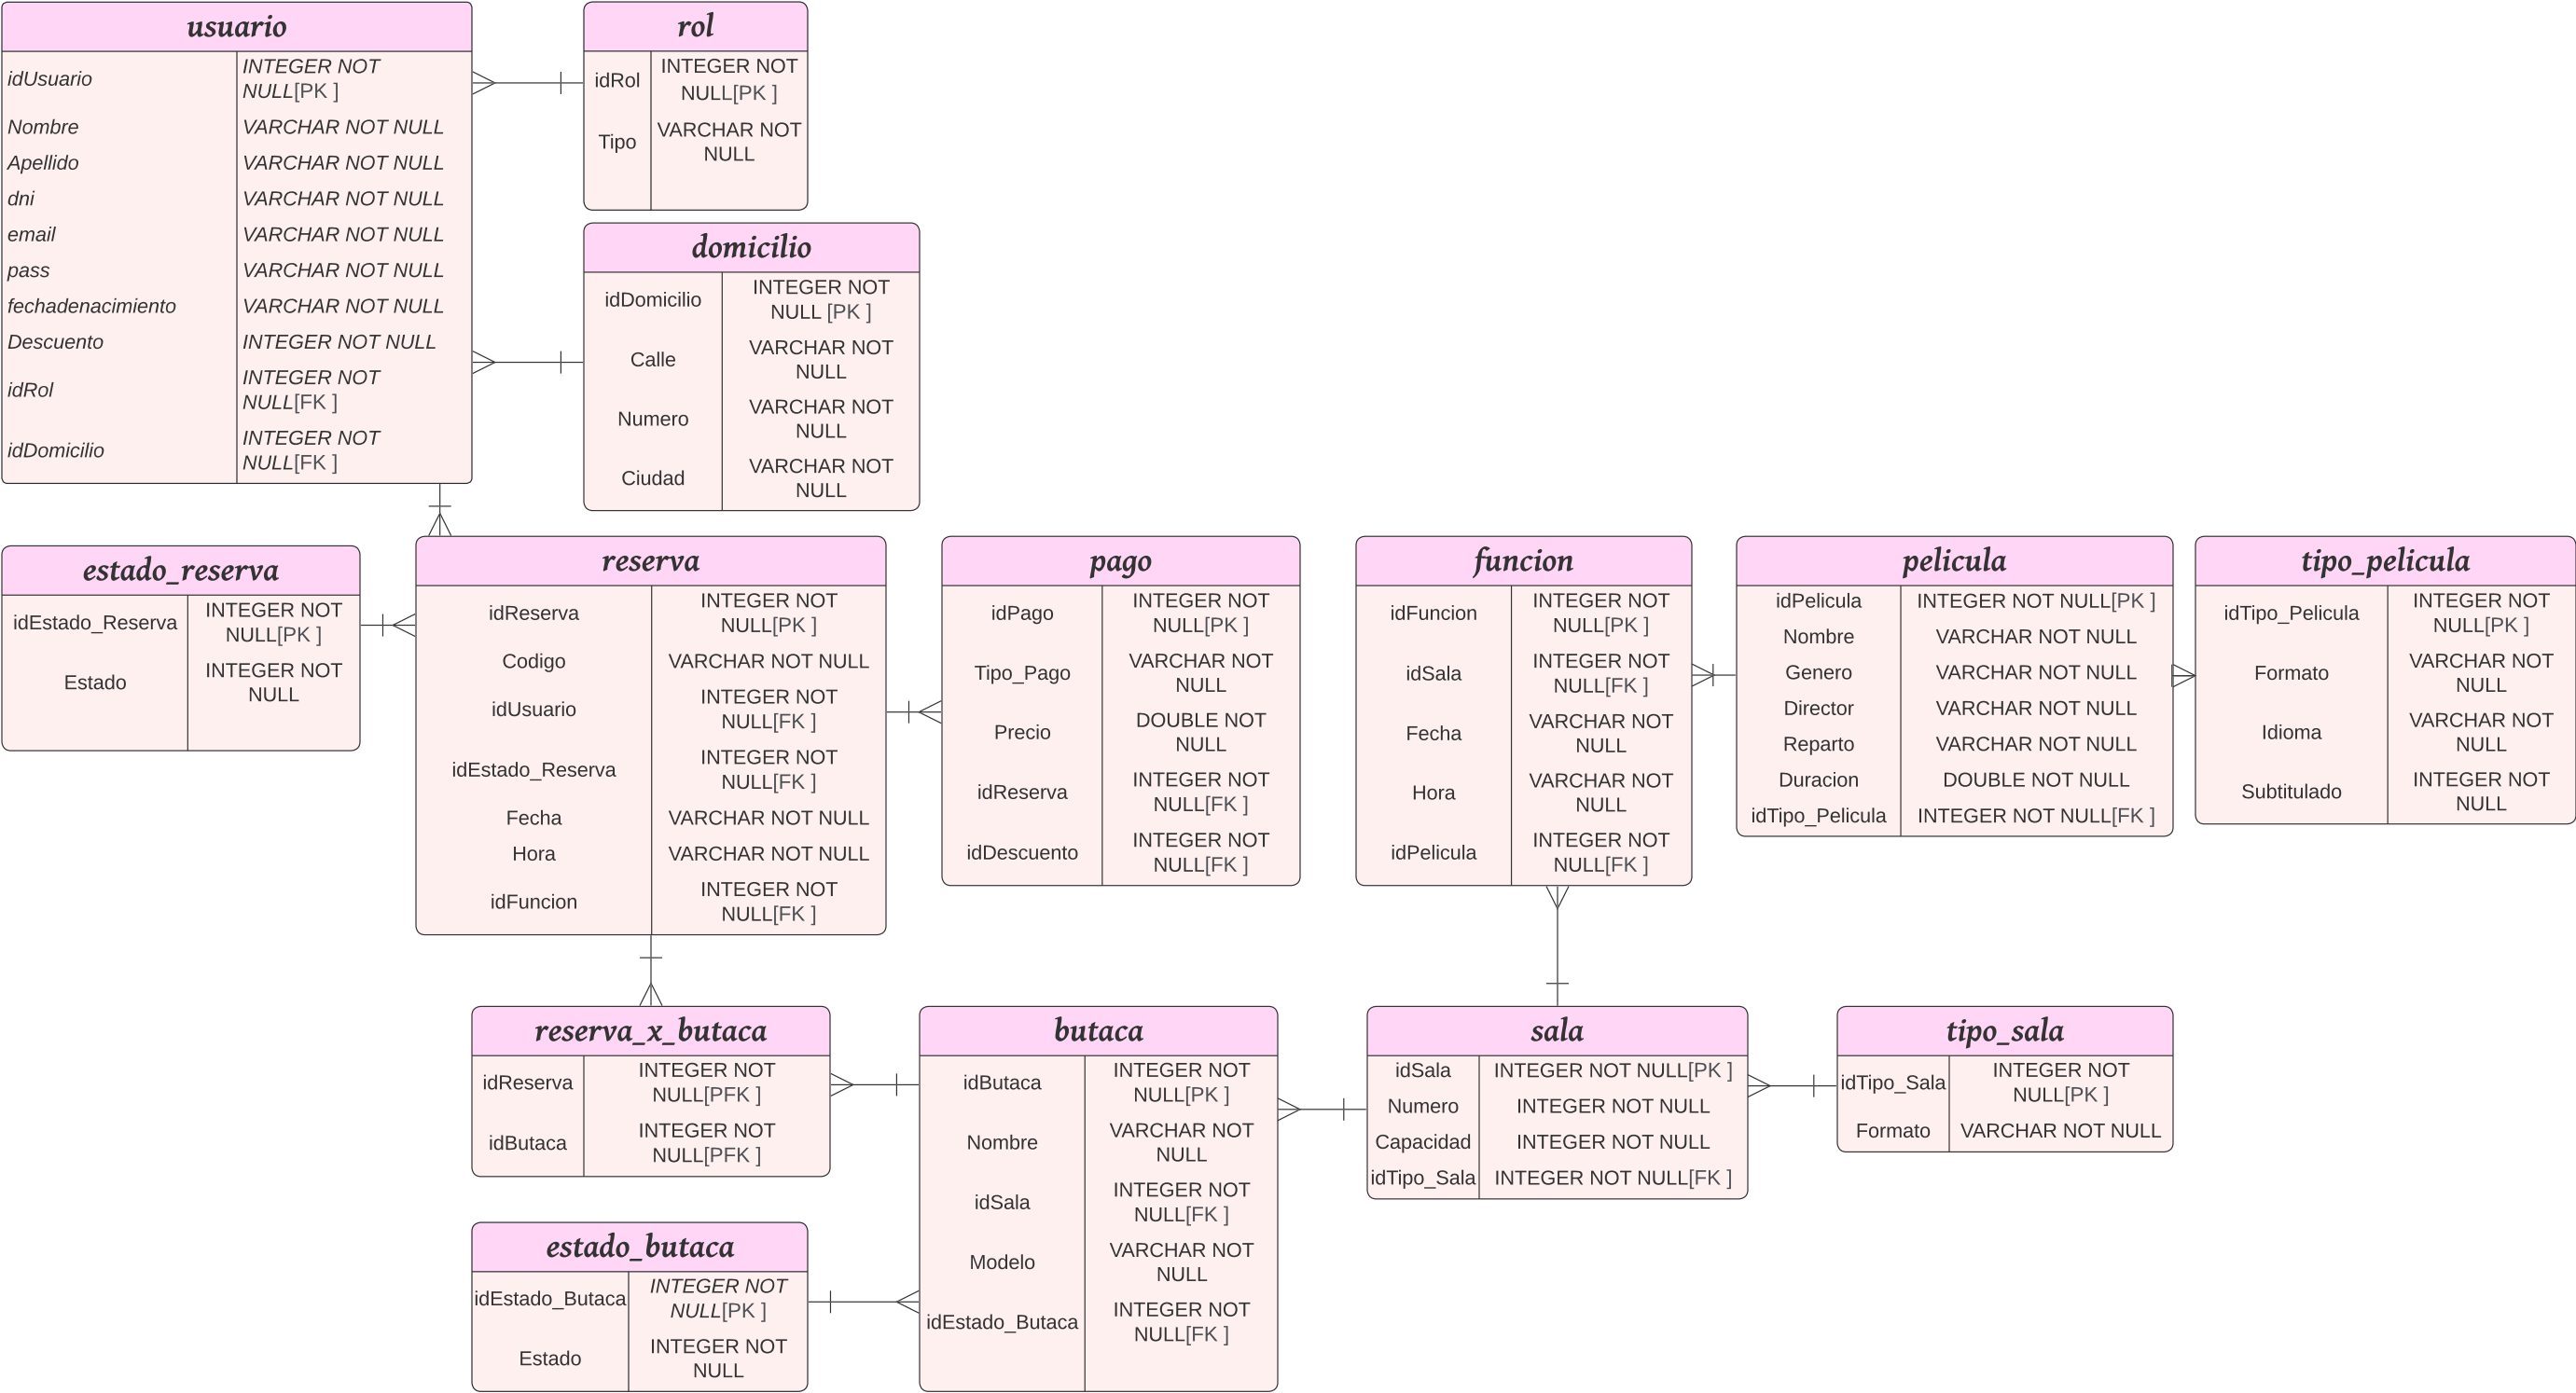 usuario
idUsuario
INTEGER NOT
NULL[PK ]
Nombre
VARCHAR NOT NULL
Apellido
VARCHAR NOT NULL
dni
VARCHAR NOT NULL
email
VARCHAR NOT NULL
pass
VARCHAR NOT NULL
fechadenacimiento
VARCHAR NOT NULL
Descuento
INTEGER NOT NULL
idRol
INTEGER NOT
NULL[FK ]
idDomicilio
INTEGER NOT
NULL[FK ]
rol
idRol
INTEGER NOT
NULL[PK ]
Tipo
VARCHAR NOT
NULL
domicilio
idDomicilio
INTEGER NOT
NULL [PK ]
Calle
VARCHAR NOT
NULL
Numero
VARCHAR NOT
NULL
Ciudad
VARCHAR NOT
NULL
estado_reserva
idEstado_Reserva
INTEGER NOT
NULL[PK ]
Estado
INTEGER NOT
NULL
reserva
idReserva
INTEGER NOT
NULL[PK ]
Codigo
VARCHAR NOT NULL
idUsuario
INTEGER NOT
NULL[FK ]
idEstado_Reserva
INTEGER NOT
NULL[FK ]
Fecha
VARCHAR NOT NULL
Hora
VARCHAR NOT NULL
idFuncion
INTEGER NOT
NULL[FK ]
pago
idPago
INTEGER NOT
NULL[PK ]
Tipo_Pago
VARCHAR NOT
NULL
Precio
DOUBLE NOT
NULL
idReserva
INTEGER NOT
NULL[FK ]
idDescuento
INTEGER NOT
NULL[FK ]
funcion
idFuncion
INTEGER NOT
NULL[PK ]
idSala
INTEGER NOT
NULL[FK ]
Fecha
VARCHAR NOT
NULL
Hora
VARCHAR NOT
NULL
idPelicula
INTEGER NOT
NULL[FK ]
pelicula
idPelicula
INTEGER NOT NULL[PK ]
Nombre
VARCHAR NOT NULL
Genero
VARCHAR NOT NULL
Director
VARCHAR NOT NULL
Reparto
VARCHAR NOT NULL
Duracion
DOUBLE NOT NULL
idTipo_Pelicula
INTEGER NOT NULL[FK ]
tipo_pelicula
idTipo_Pelicula
INTEGER NOT
NULL[PK ]
Formato
VARCHAR NOT
NULL
Idioma
VARCHAR NOT
NULL
Subtitulado
INTEGER NOT
NULL
reserva_x_butaca
idReserva
INTEGER NOT
NULL[PFK ]
idButaca
INTEGER NOT
NULL[PFK ]
butaca
idButaca
INTEGER NOT
NULL[PK ]
Nombre
VARCHAR NOT
NULL
idSala
INTEGER NOT
NULL[FK ]
Modelo
VARCHAR NOT
NULL
idEstado_Butaca
INTEGER NOT
NULL[FK ]
sala
idSala
INTEGER NOT NULL[PK ]
Numero
INTEGER NOT NULL
Capacidad
INTEGER NOT NULL
idTipo_Sala
INTEGER NOT NULL[FK ]
tipo_sala
idTipo_Sala
INTEGER NOT
NULL[PK ]
Formato
VARCHAR NOT NULL
estado_butaca
idEstado_Butaca
INTEGER NOT
NULL[PK ]
Estado
INTEGER NOT
NULL